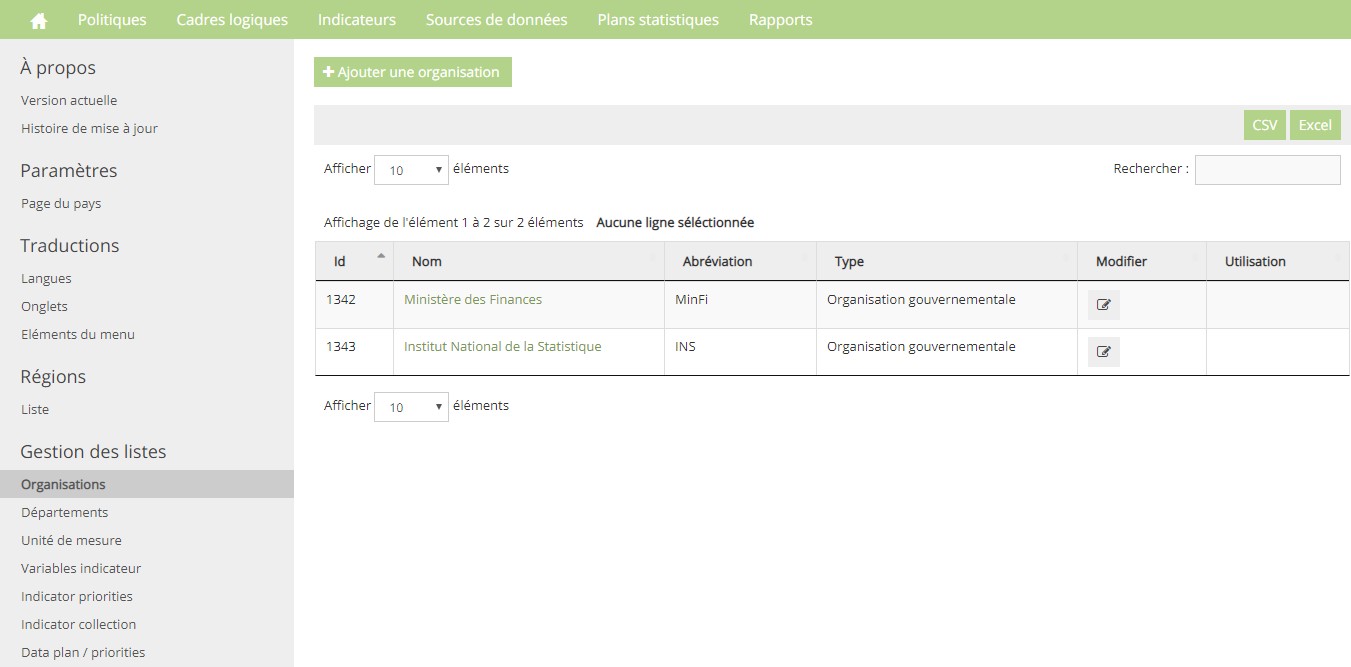 Politiques Cadres logiques Indicateurs Sources de données Plans statistiques Rapports
À propos
Version actuelle
Histoire de mise à jour
Paramètres
Page du pays
Traductions
Langues
Onglets
Eléments du menu
Régions
Liste
Gestion des listes
Organisations
Départements
Unité de mesure
Variables indicateur
Indicator priorities
Indicator collection
Data plan / priorities
Ajouter une organisation
CSV Excel
Afficher 10 éléments Rechercher :
Affichage de l'élément 1 à 2 sur 2 éléments Aucune ligne séléctionnée
Id Nom Abréviation Type Modifier Utilisation
1342 Ministère des Finances MinFi Organisation gouvernementale
1343 Institut National de la Statistique INS Organisation gouvernementale
Afficher 10 éléments